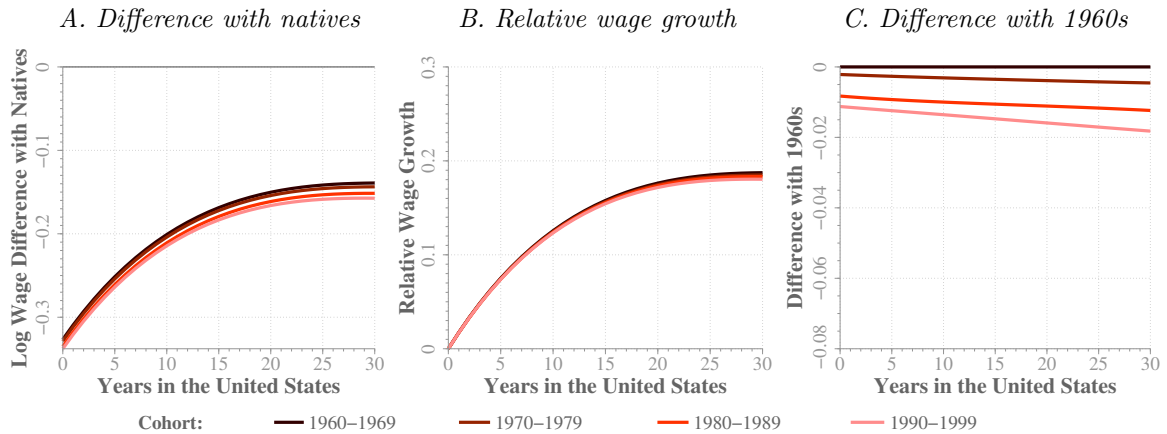 A. Difference with natives
B. Relative wage growth
C. Difference with 1960s
Log Wage Difference with Natives
0
−0.1
−0.2
−0.3
0 5 10 15 20 25 30
Years in the United States
Relative Wage Growth
0.3
0.2
0.1
0
0 5 10 15 20 25 30
Years in the United States
Difference with 1960s
0
−0.02
−0.04
−0.06
−0.08
0 5 10 15 20 25 30
Years in the United States
Cohort: 1960–1969 1970–1979 1980–1989 1990–1999